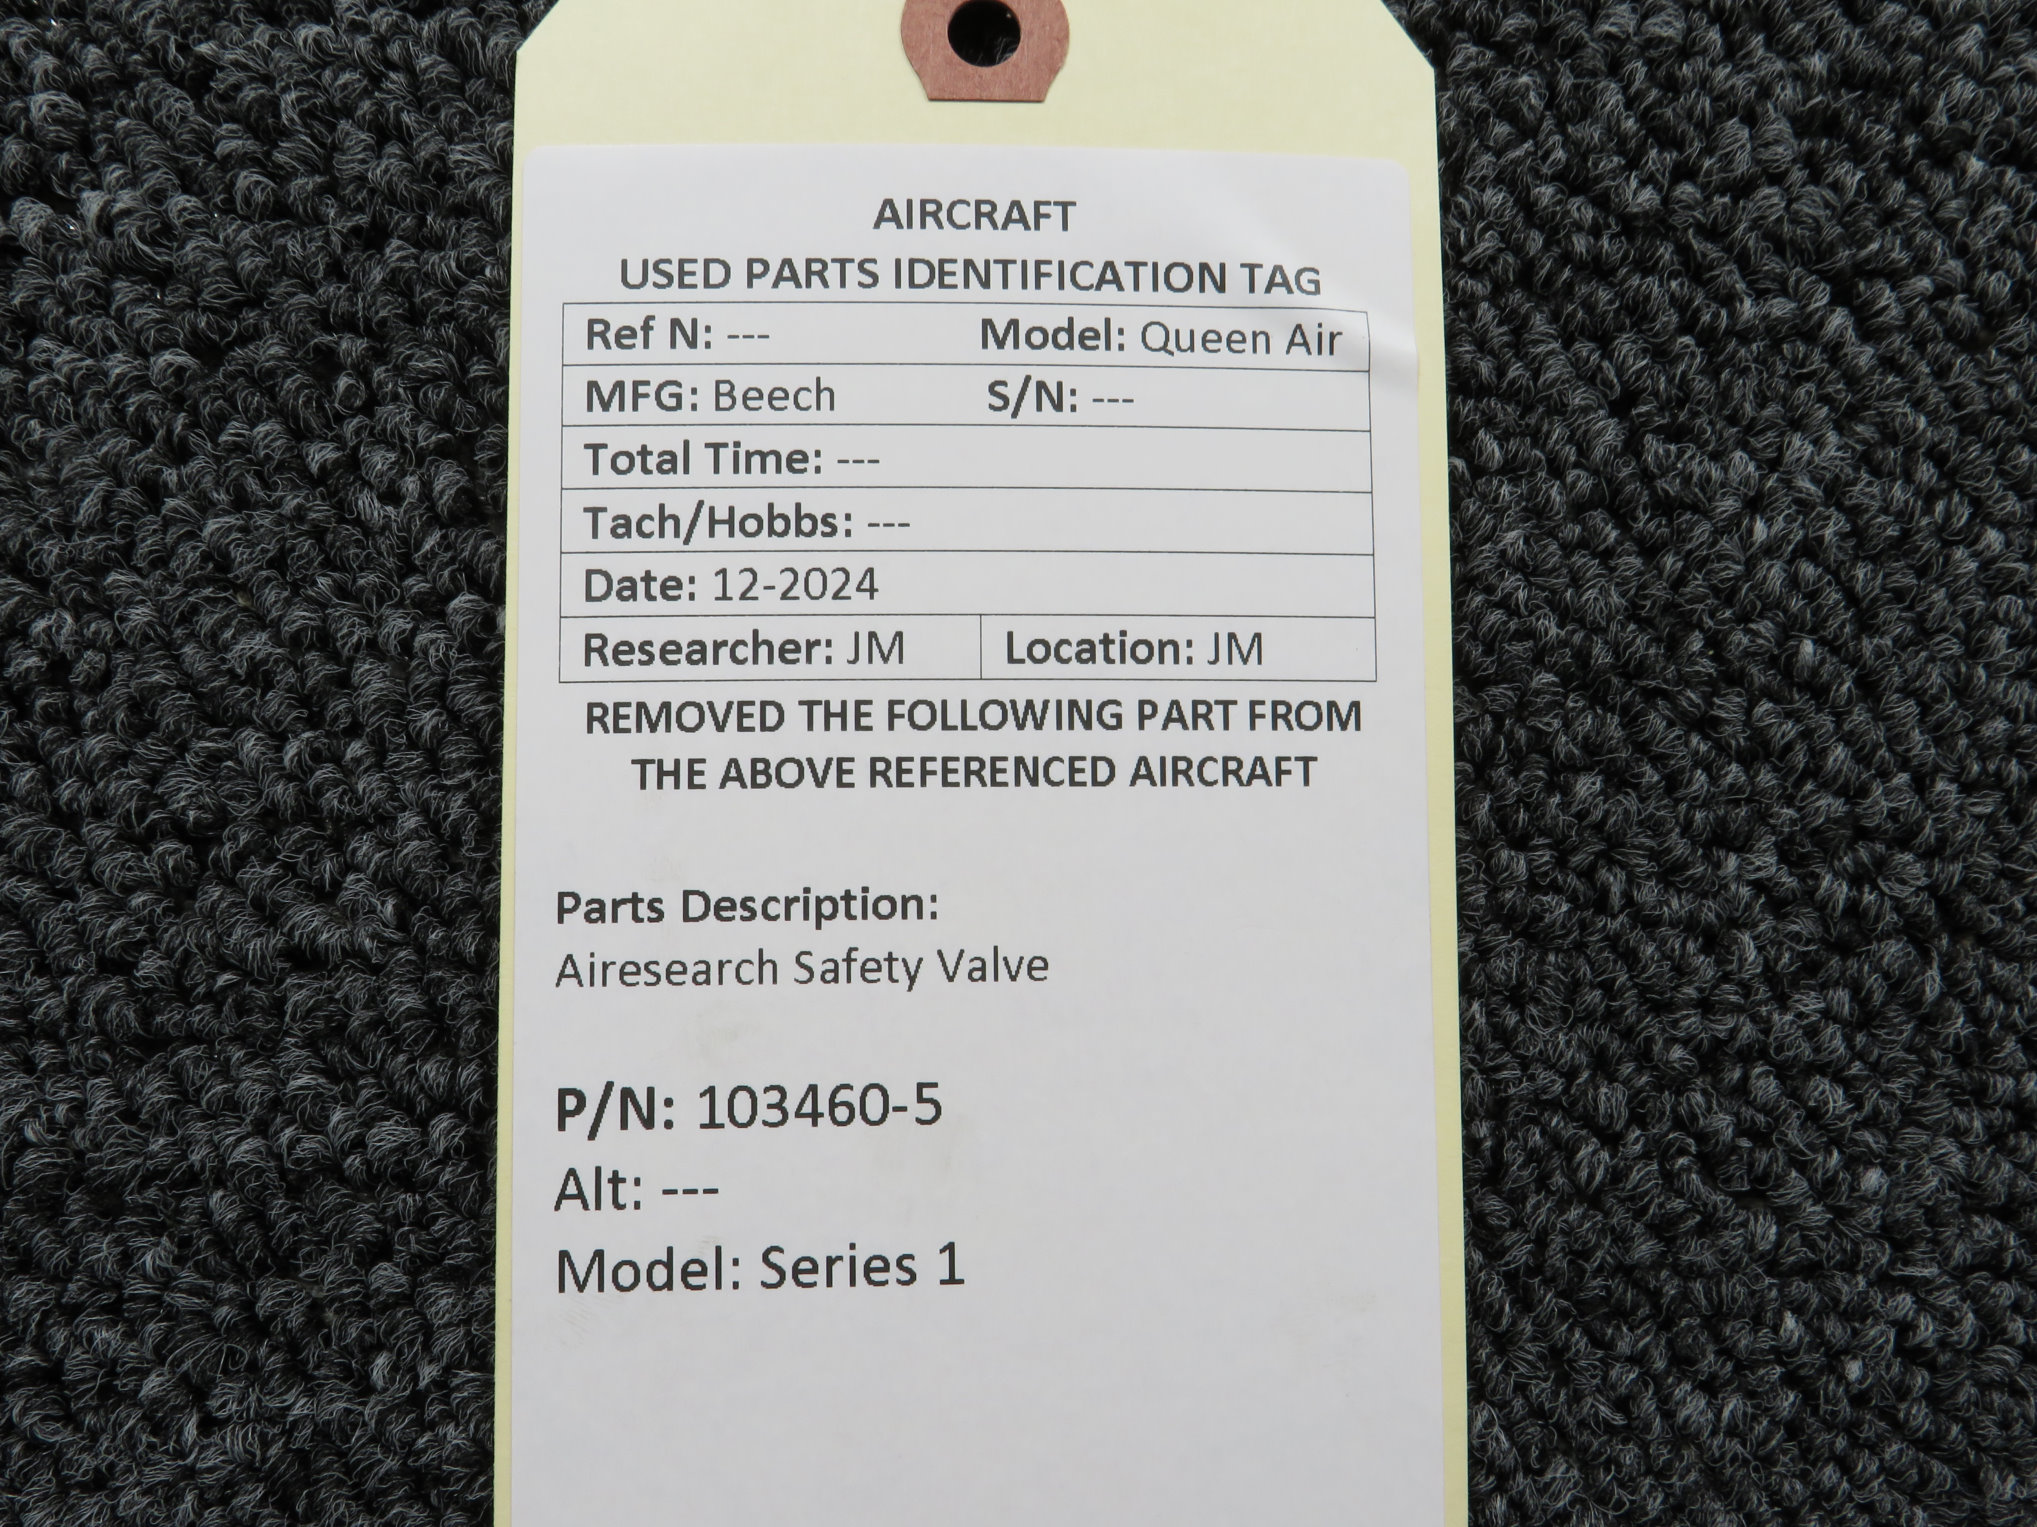 AIRCRAFT
USED PARTS IDENTIFICATION TAG
Ref N: --- Model: Queen Air
MFG: Beech S/N: ---
Total Time: ---
Tach/Hobbs: ---
Date: 12-2024
Researcher: JM Location: JM
REMOVED THE FOLLOWING PART FROM
THE ABOVE REFERENCED AIRCRAFT
Parts Description:
Airesearch Safety Valve
P/N: 103460-5
Alt: ---
Model: Series 1